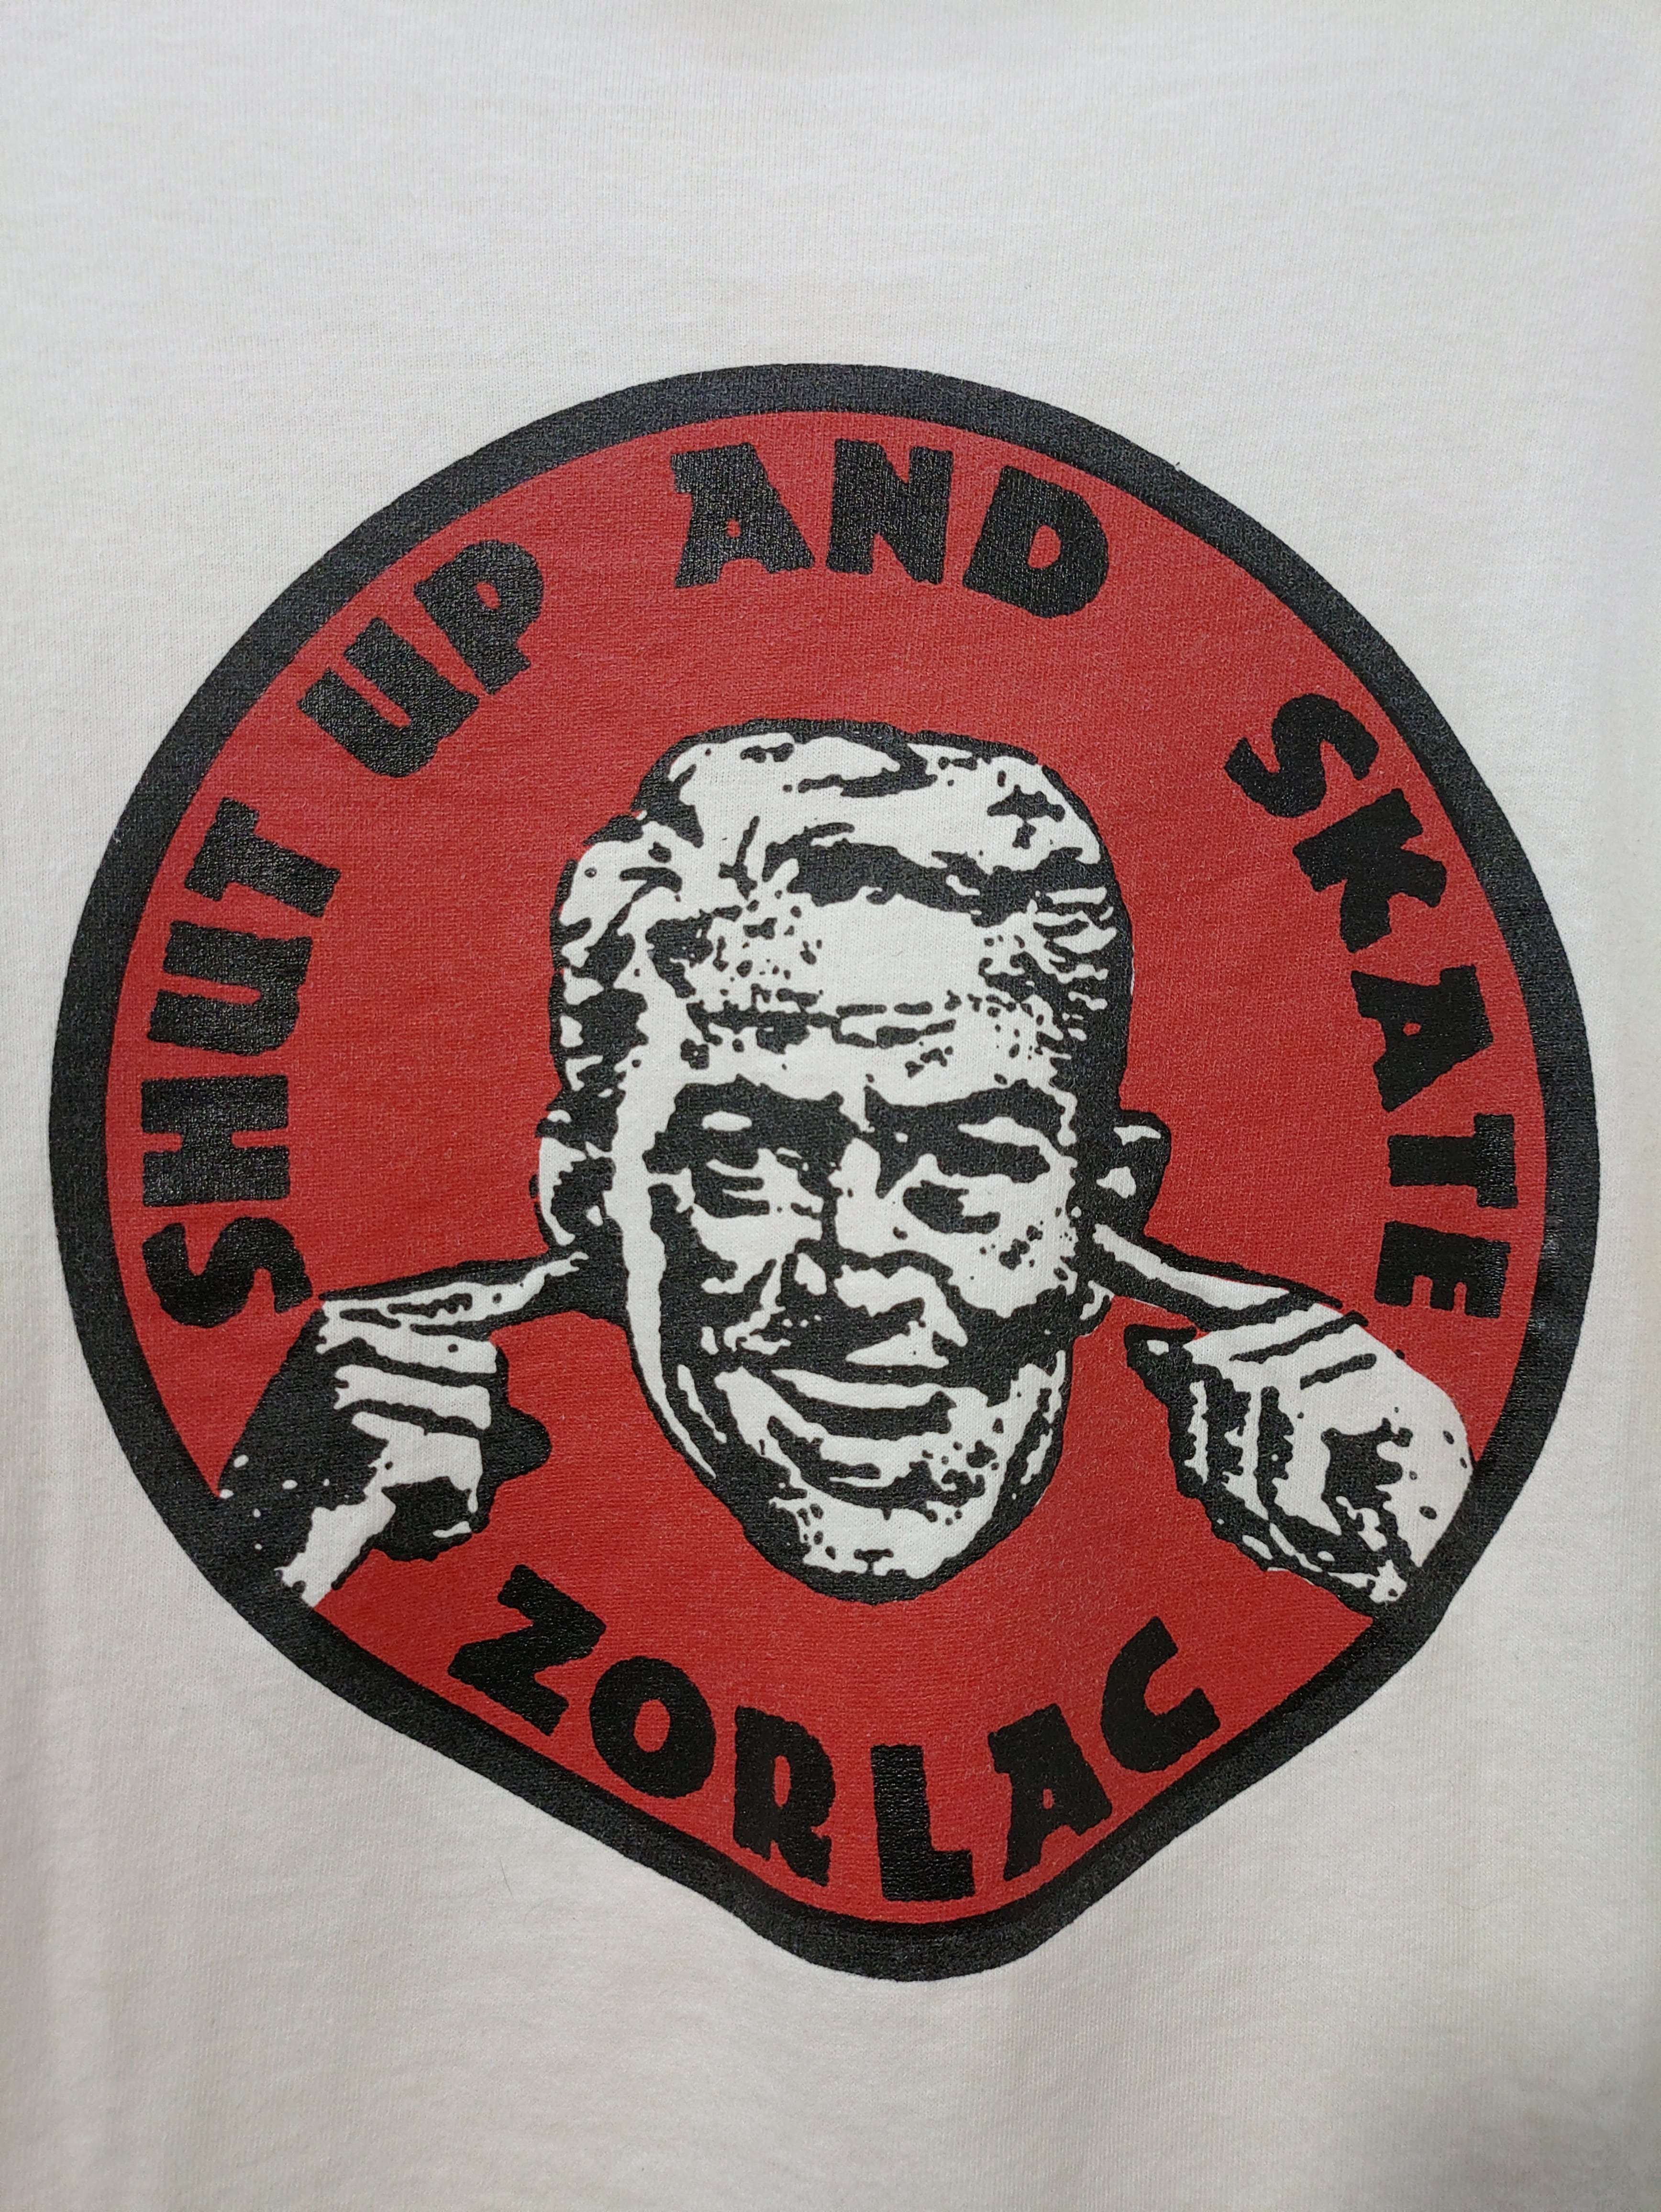 SHUT UP AND SKATE
ZORLAC